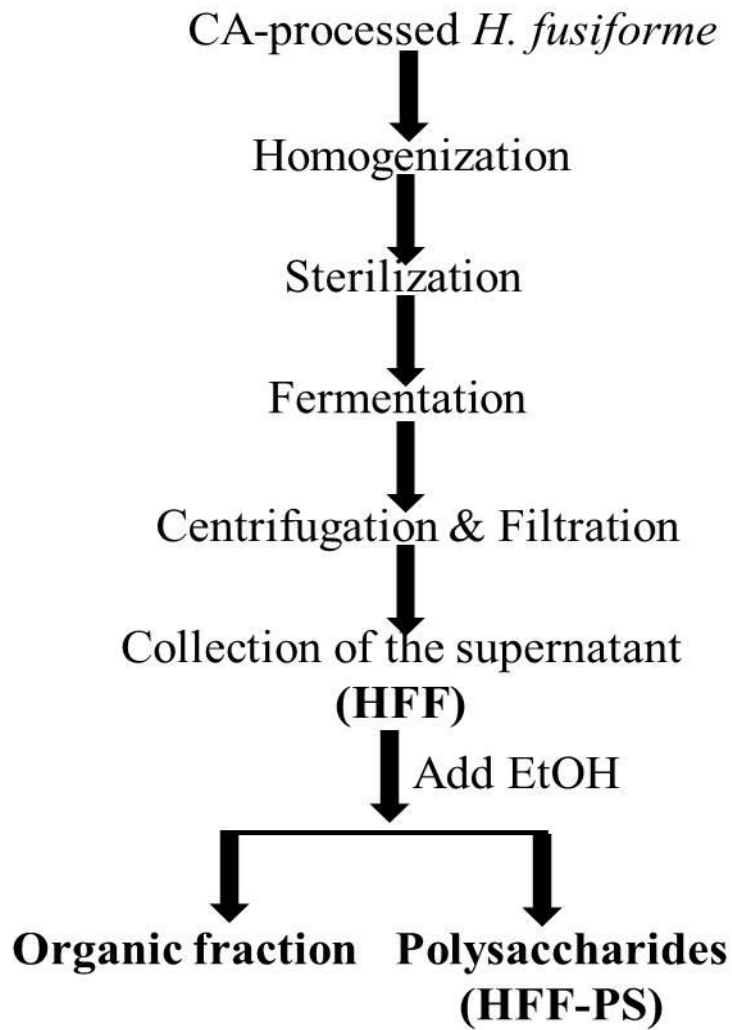 CA-processed H. fusiforme
Homogenization
Sterilization
Fermentation
Centrifugation & Filtration
Collection of the supernatant
(HFF)
Add EtOH
Organic fraction
Polysaccharides
(HFF-PS)